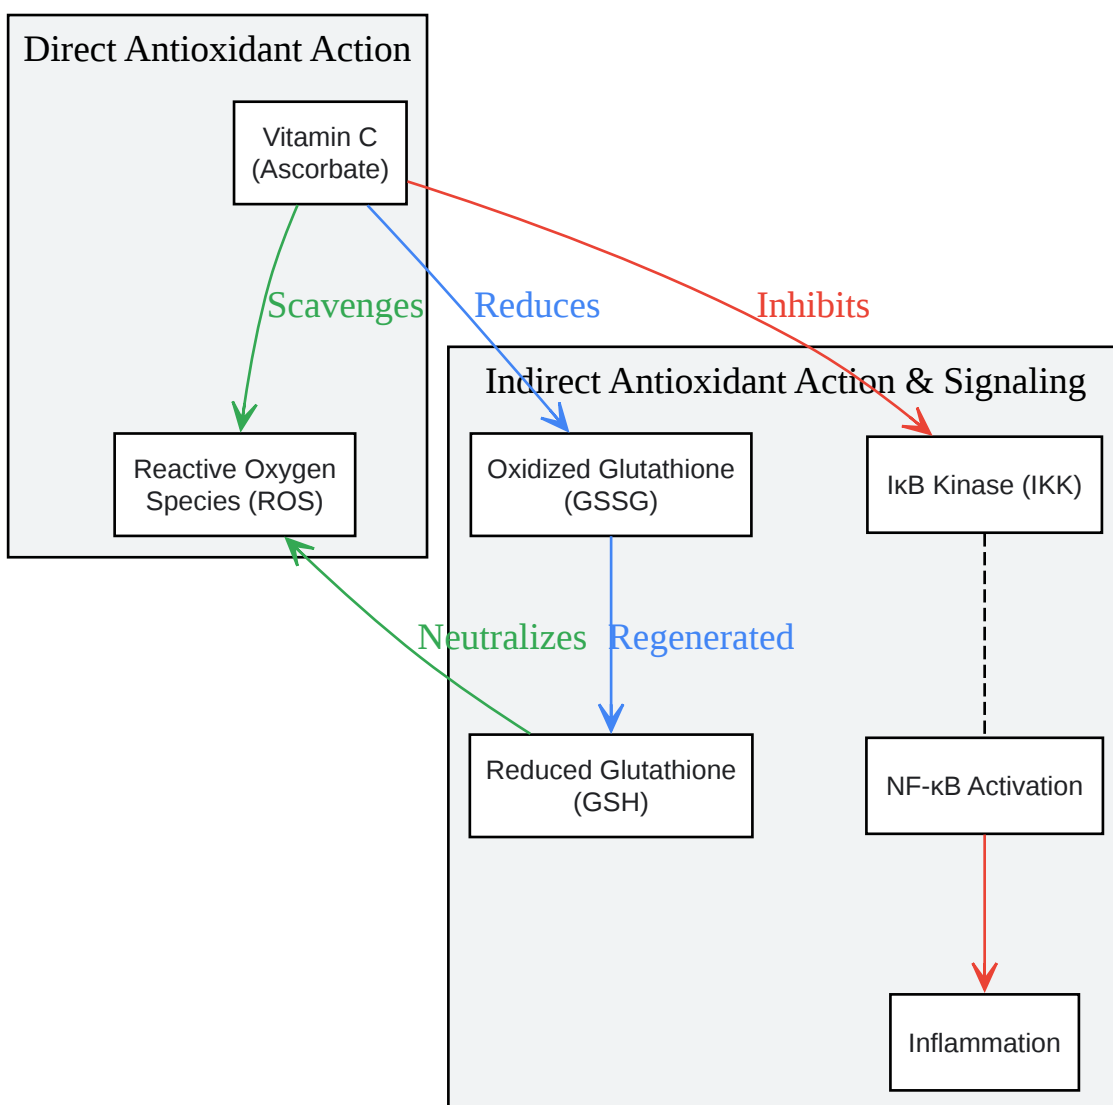 Direct Antioxidant Action
Vitamin C
(Ascorbate)
Scavenges
Reduces
Inhibits
Indirect Antioxidant Action & Signaling
Reactive Oxygen
Species (ROS)
Oxidized Glutathione
(GSSG)
IκB Kinase (IKK)
Neutralizes
Regenerated
Reduced Glutathione
(GSH)
NF-κB Activation
Inflammation